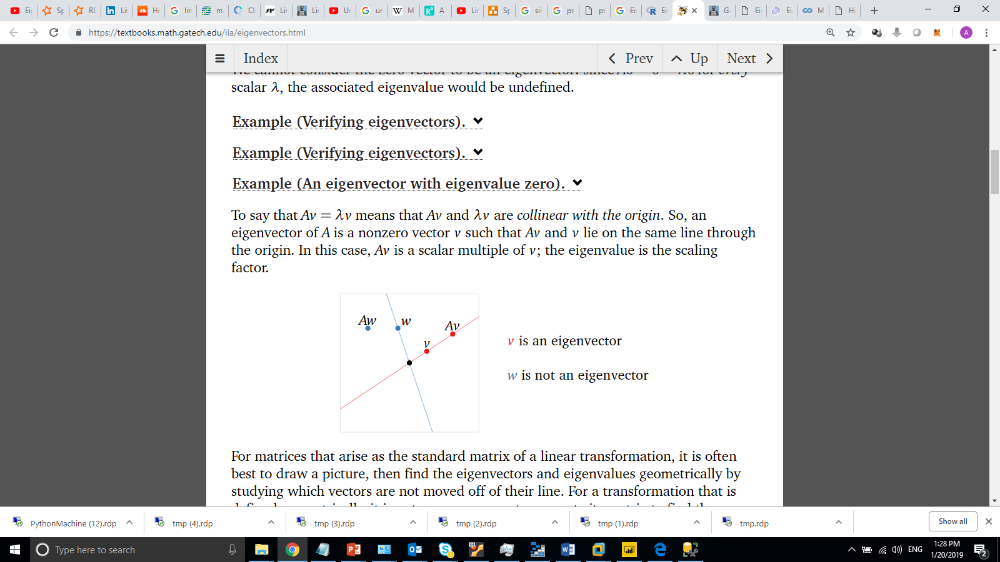 Ei
Sp
RI
Lir
He
lin
m
Cl
Lir
Lir
Ur
ur
W M
A
Lir
Sp
sir
ps
ps
Ei
Ei
G
Ei
Ei
M
Hi
https://textbooks.math.gatech.edu/ila/eigenvectors.html
A
Index
Prev
Up
Next
scalar λ, the associated eigenvalue would be undefined.
Example (Verifying eigenvectors).
Example (Verifying eigenvectors).
Example (An eigenvector with eigenvalue zero).
To say that Av = λv means that Av and λv are collinear with the origin. So, an
eigenvector of A is a nonzero vector v such that Av and v lie on the same line through
the origin. In this case, Av is a scalar multiple of v; the eigenvalue is the scaling
factor.
Aw
w
Av
v
v is an eigenvector
w is not an eigenvector
For matrices that arise as the standard matrix of a linear transformation, it is often
best to draw a picture, then find the eigenvectors and eigenvalues geometrically by
studying which vectors are not moved off of their line. For a transformation that is
PythonMachine (12).rdp
tmp (4).rdp
tmp (3).rdp
tmp (2).rdp
tmp (1).rdp
tmp.rdp
Show all
Type here to search
ENG
1:28 PM
1/20/2019
2